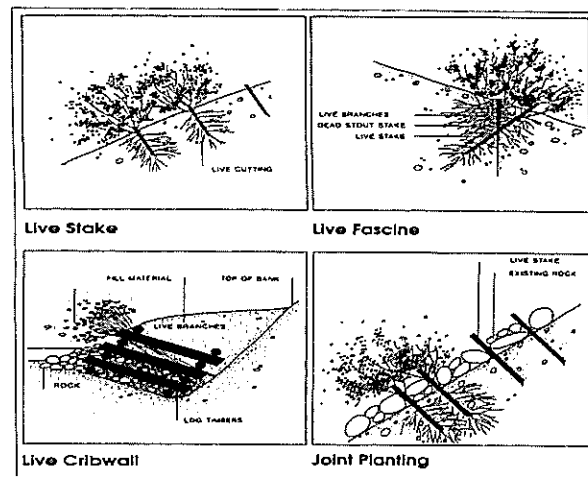 LIVE CUTTING
Live Stake
LIVE BRANCHES
DEAD STOUT STAKE
LIVE STAKE
Live Fascine
FILL MATERIAL
TOP OF BANK
LIVE BRANCHES
ROCK
LOG TIMBERS
Live Cribwall
LIVE STAKE
EXISTING ROCK
Joint Planting